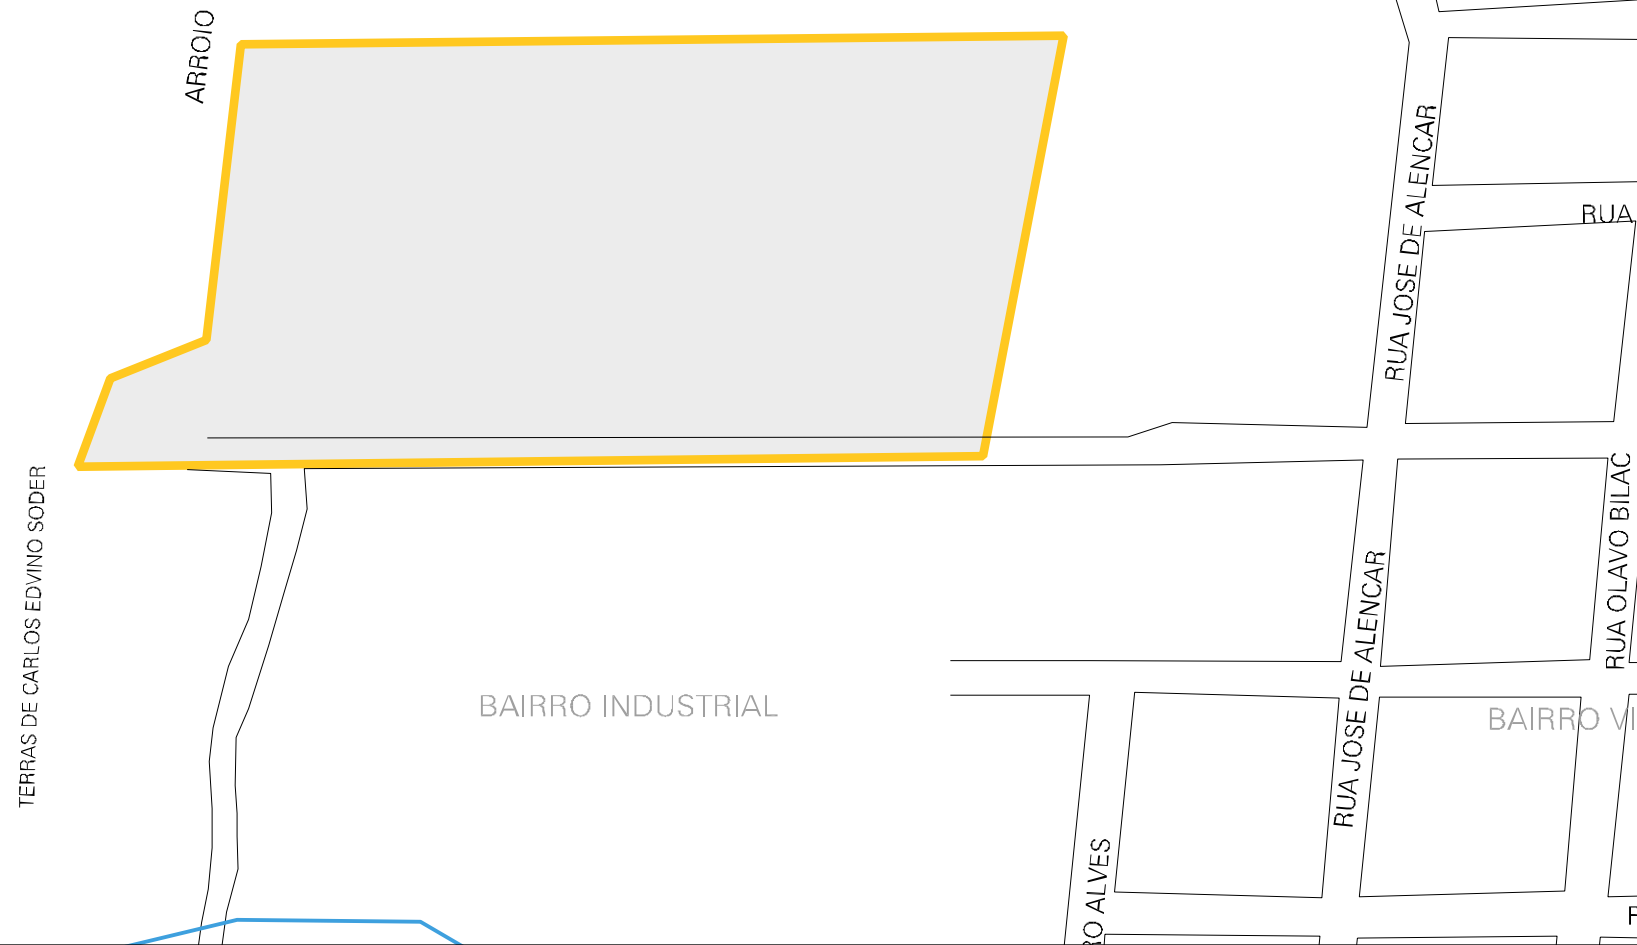 ARROIO
RUA JOSE DE ALENCAR
RUA
TERRAS DE CARLOS EDVINO SODER
RUA OLAVO BILAC
RUA JOSE DE ALENCAR
BAIRRO INDUSTRIAL
BAIRRO
ALVES